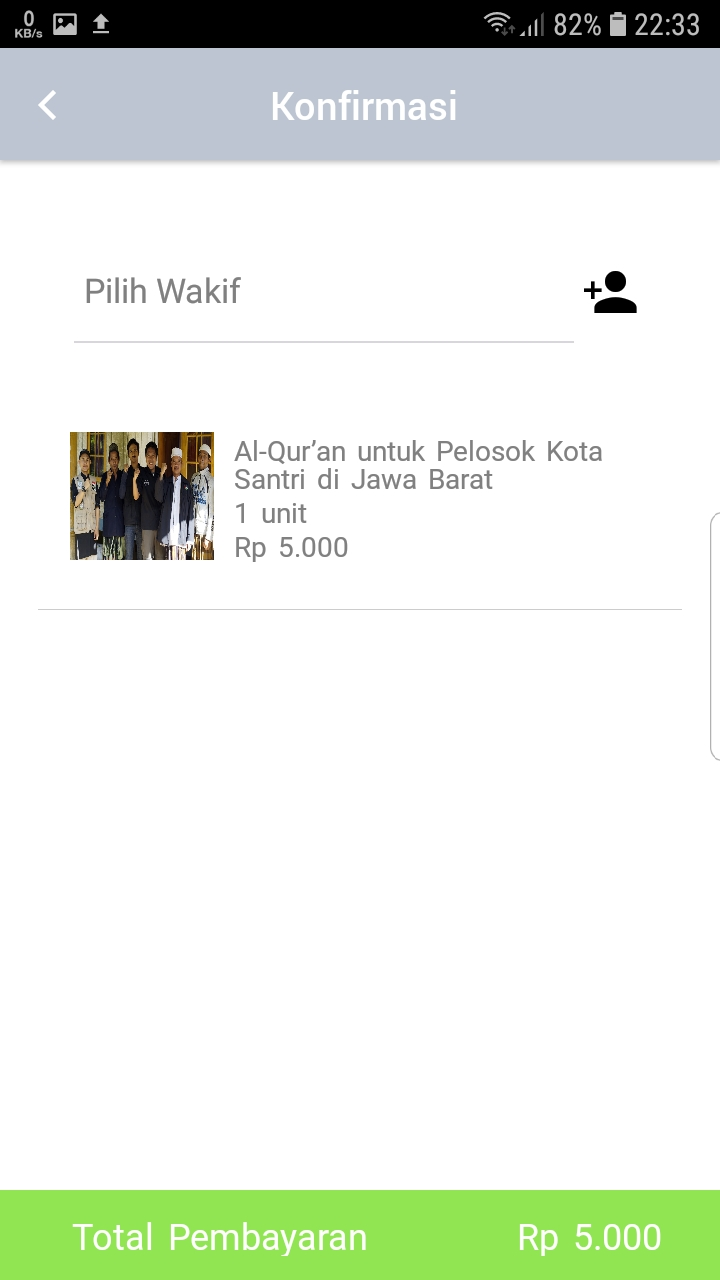 0
KB/s
82%
22:33
Konfirmasi
Pilih Wakif
Al-Qur’an untuk Pelosok Kota
Santri di Jawa Barat
1 unit
Rp 5.000
Total Pembayaran
Rp 5.000